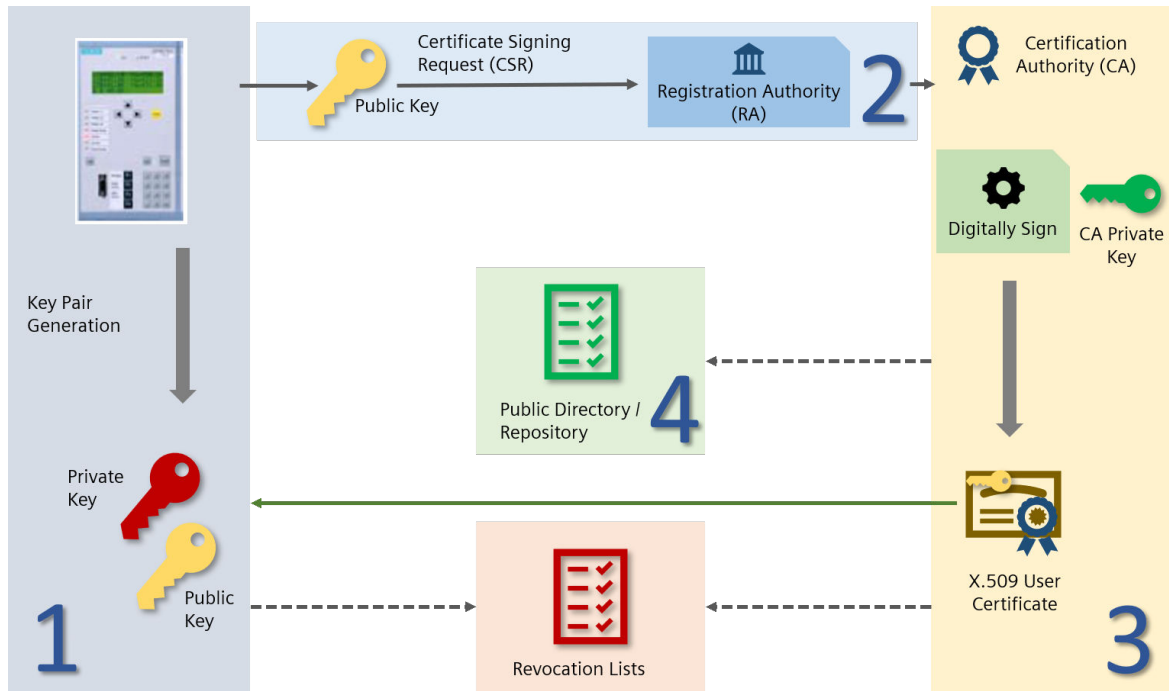 Certificate Signing
Request (CSR)
Public Key
Registration Authority
(RA)
2
Certification
Authority (CA)
Digitally Sign
CA Private
Key
Key Pair
Generation
Public Directory /
Repository
4
Private
Key
Public
Key
1
Revocation Lists
X.509 User
Certificate
3